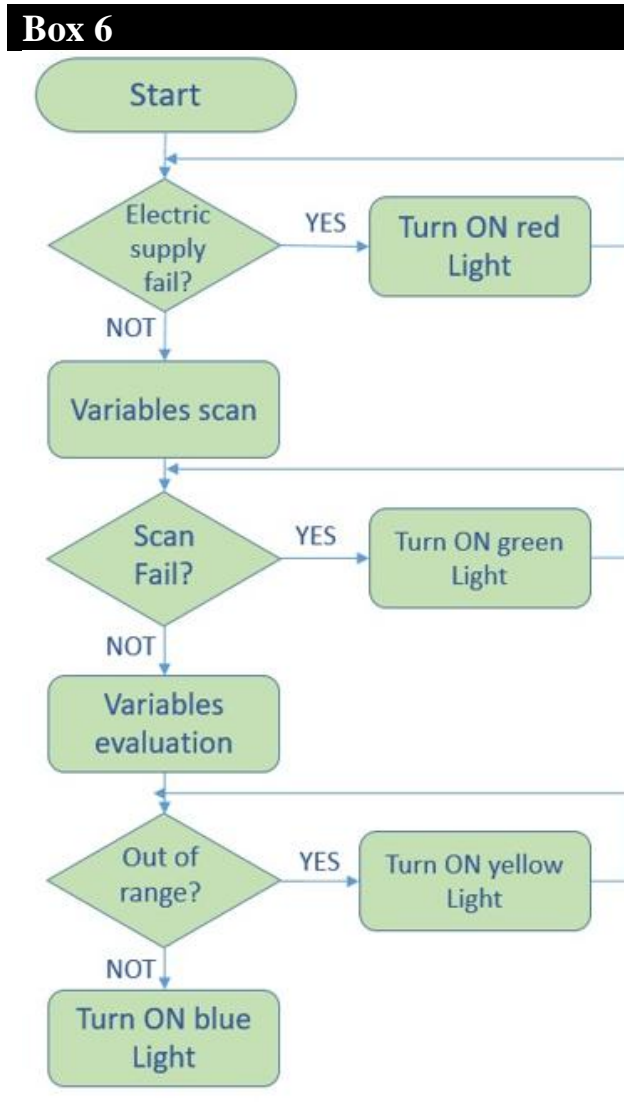 Box 6
Start
Electric
supply
fail?
YES
Turn ON red
Light
NOT
Variables scan
Scan
Fail?
YES
Turn ON green
Light
NOT
Variables
evaluation
Out of
range?
YES
Turn ON yellow
Light
NOT
Turn ON blue
Light